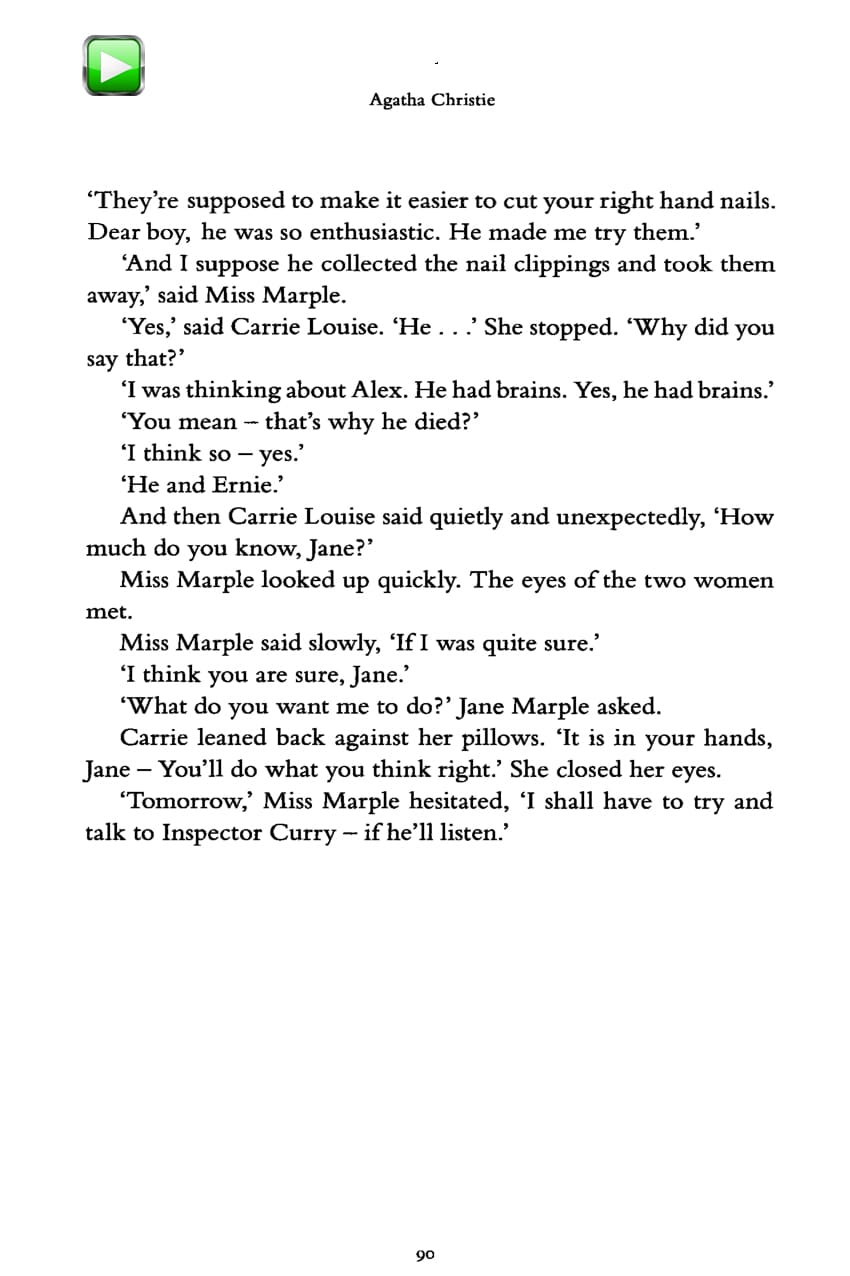 Agatha Christie
‘They’re supposed to make it easier to cut your right hand nails.
Dear boy, he was so enthusiastic. He made me try them.’
‘And I suppose he collected the nail clippings and took them
away,’ said Miss Marple.
‘Yes,’ said Carrie Louise. ‘He . . .’ She stopped. ‘Why did you
say that?’
‘I was thinking about Alex. He had brains. Yes, he had brains.’
‘You mean – that’s why he died?’
‘I think so – yes.’
‘He and Ernie.’
And then Carrie Louise said quietly and unexpectedly, ‘How
much do you know, Jane?’
Miss Marple looked up quickly. The eyes of the two women
met.
Miss Marple said slowly, ‘If I was quite sure.’
‘I think you are sure, Jane.’
‘What do you want me to do?’ Jane Marple asked.
Carrie leaned back against her pillows. ‘It is in your hands,
Jane – You’ll do what you think right.’ She closed her eyes.
‘Tomorrow,’ Miss Marple hesitated, ‘I shall have to try and
talk to Inspector Curry – if he’ll listen.’
90